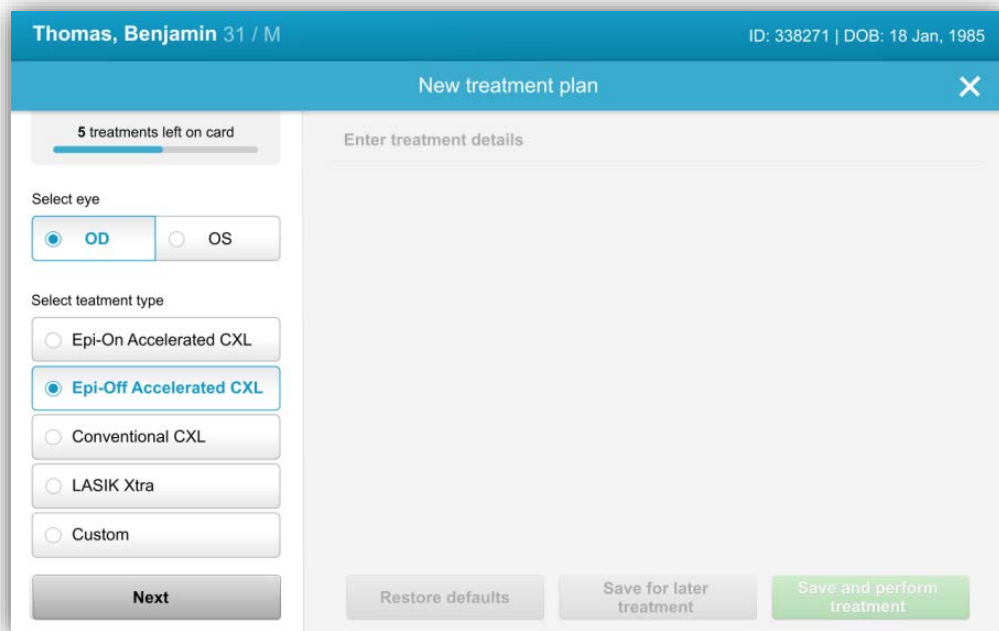 Thomas, Benjamin 31 / M
ID: 338271 | DOB: 18 Jan, 1985
New treatment plan
5 treatments left on card
Enter treatment details
Select eye
OD
OS
Select teatment type
Epi-On Accelerated CXL
Epi-Off Accelerated CXL
Conventional CXL
LASIK Xtra
Custom
Next
Restore defaults
Save for later
treatment
Save and perform
treatment